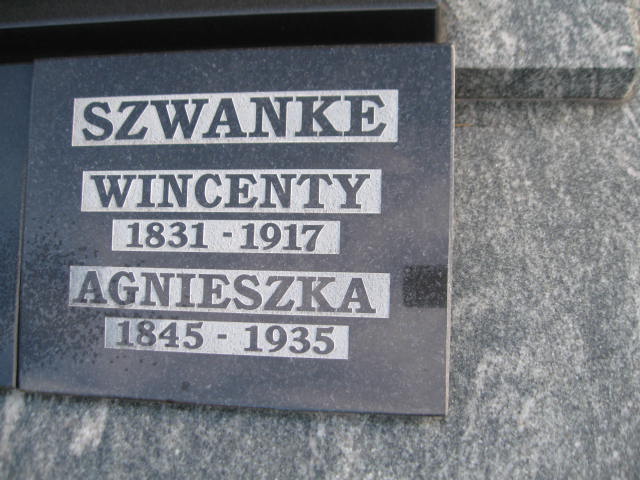 SZWANKE
WINCENTY
1831 - 1917
AGNIESZKA
1845 - 1935